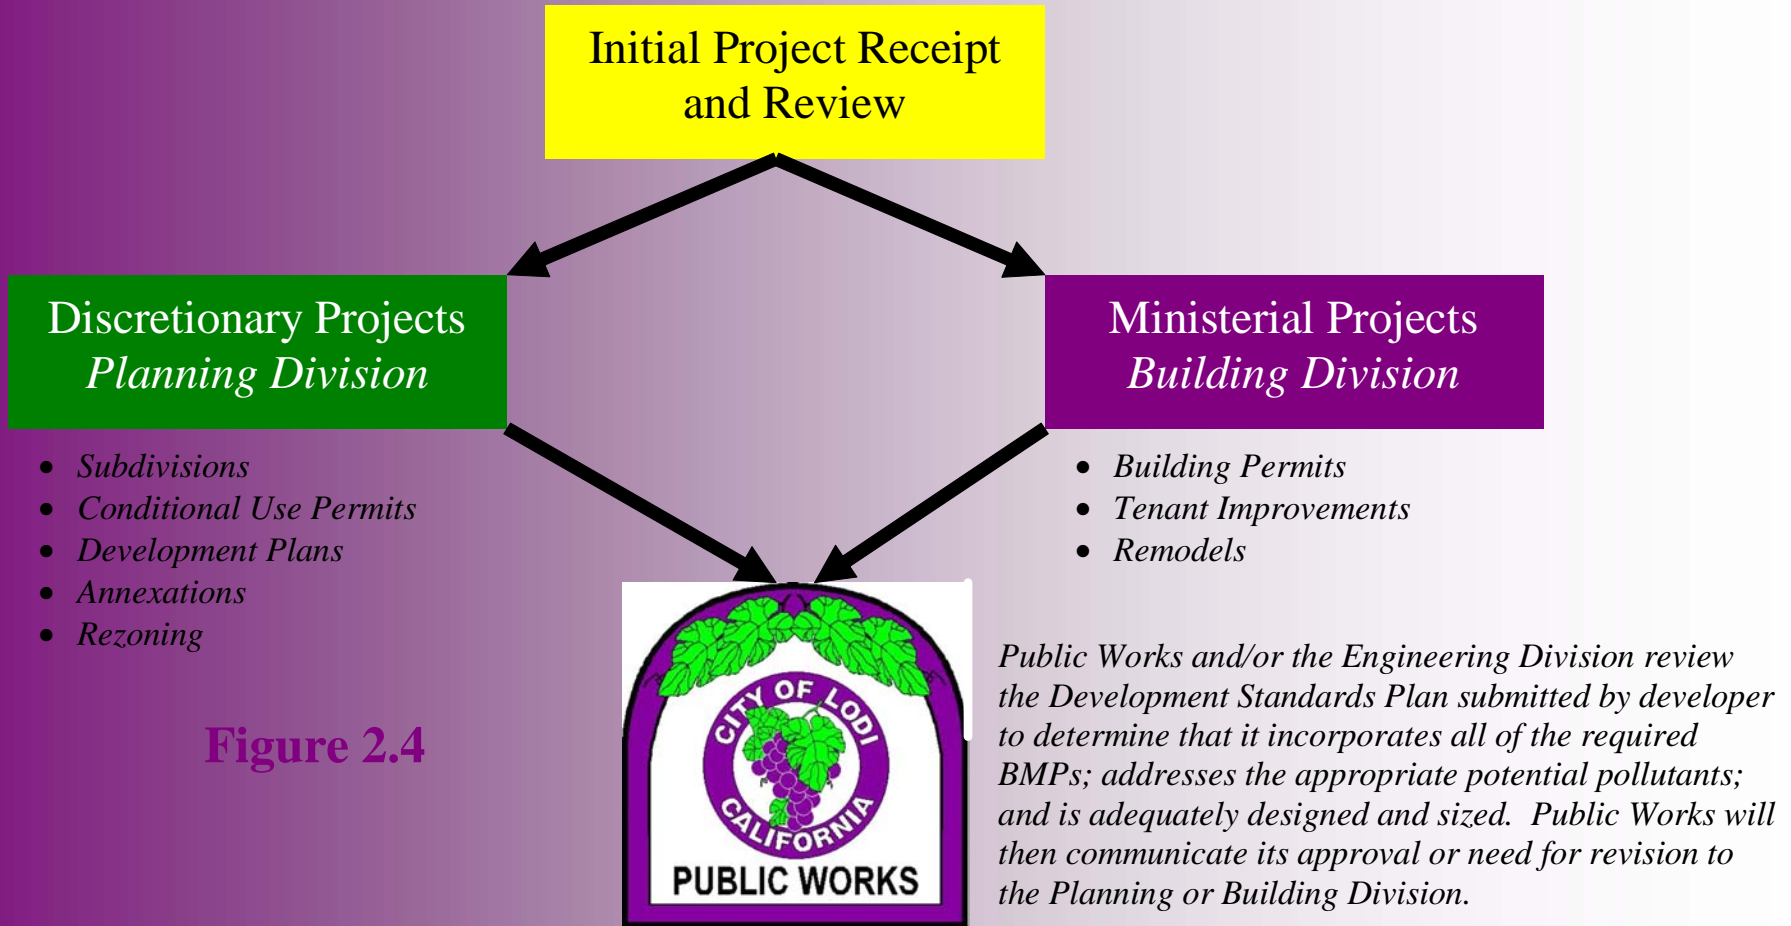 Initial Project Receipt
and Review
Discretionary Projects
Planning Division
Ministerial Projects
Building Division
• Subdivisions
• Conditional Use Permits
• Development Plans
• Annexations
• Rezoning
• Building Permits
• Tenant Improvements
• Remodels
Figure 2.4
CITY OF LODI
CALIFORNIA
PUBLIC WORKS
Public Works and/or the Engineering Division review
the Development Standards Plan submitted by developer
to determine that it incorporates all of the required
BMPs; addresses the appropriate potential pollutants;
and is adequately designed and sized.  Public Works will
then communicate its approval or need for revision to
the Planning or Building Division.